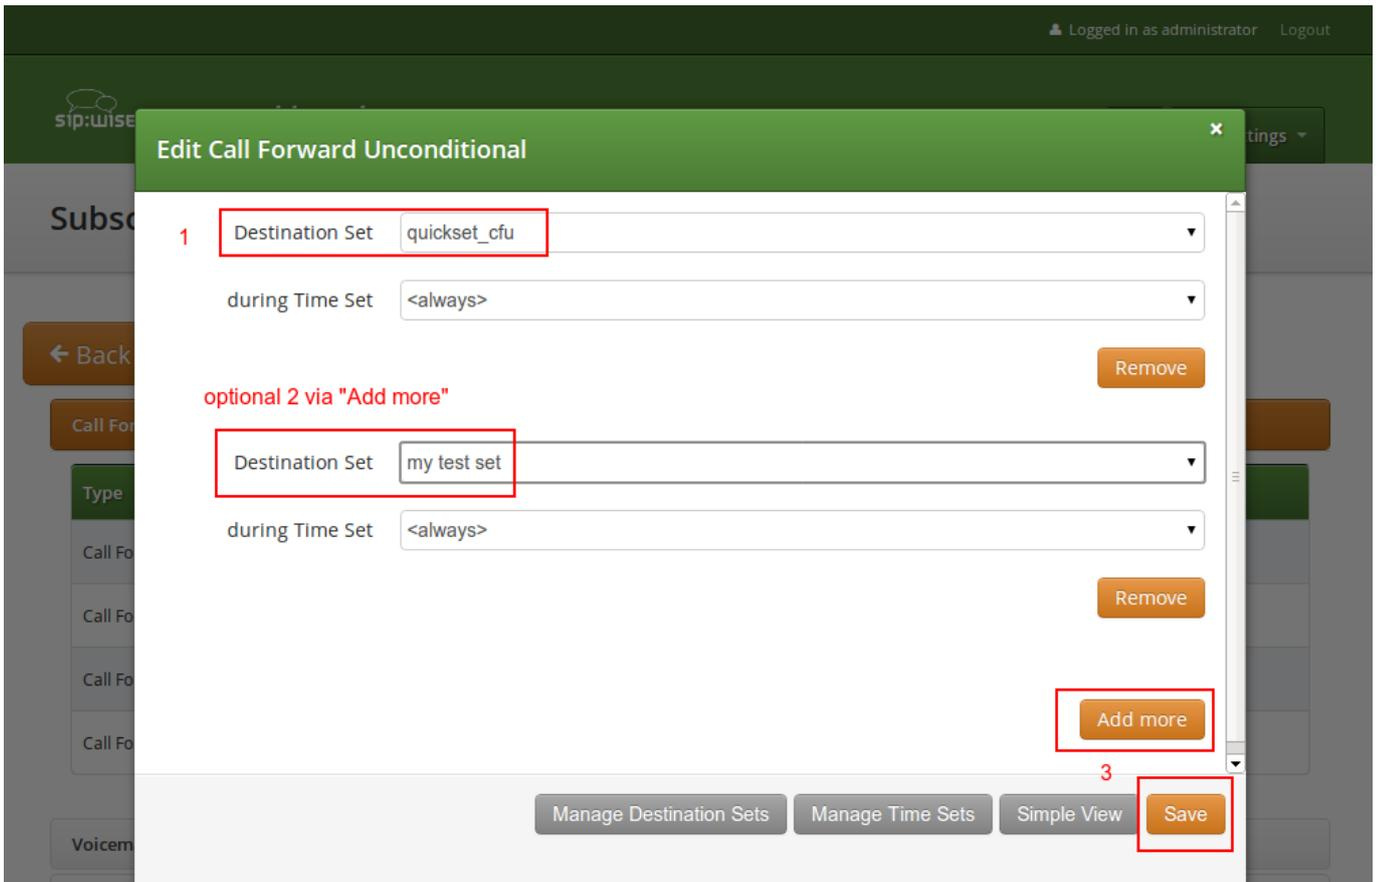 Logged in as administrator Logout
sip:wise
tings
Edit Call Forward Unconditional ×
Subsc
1 Destination Set quickset_cfu
during Time Set <always>
← Back
Remove
optional 2 via "Add more"
Call For
Destination Set my test set
Type
during Time Set <always>
Call Fo
Remove
Call Fo
Call Fo
Add more
Call Fo
3
Manage Destination Sets Manage Time Sets Simple View Save
Voicem